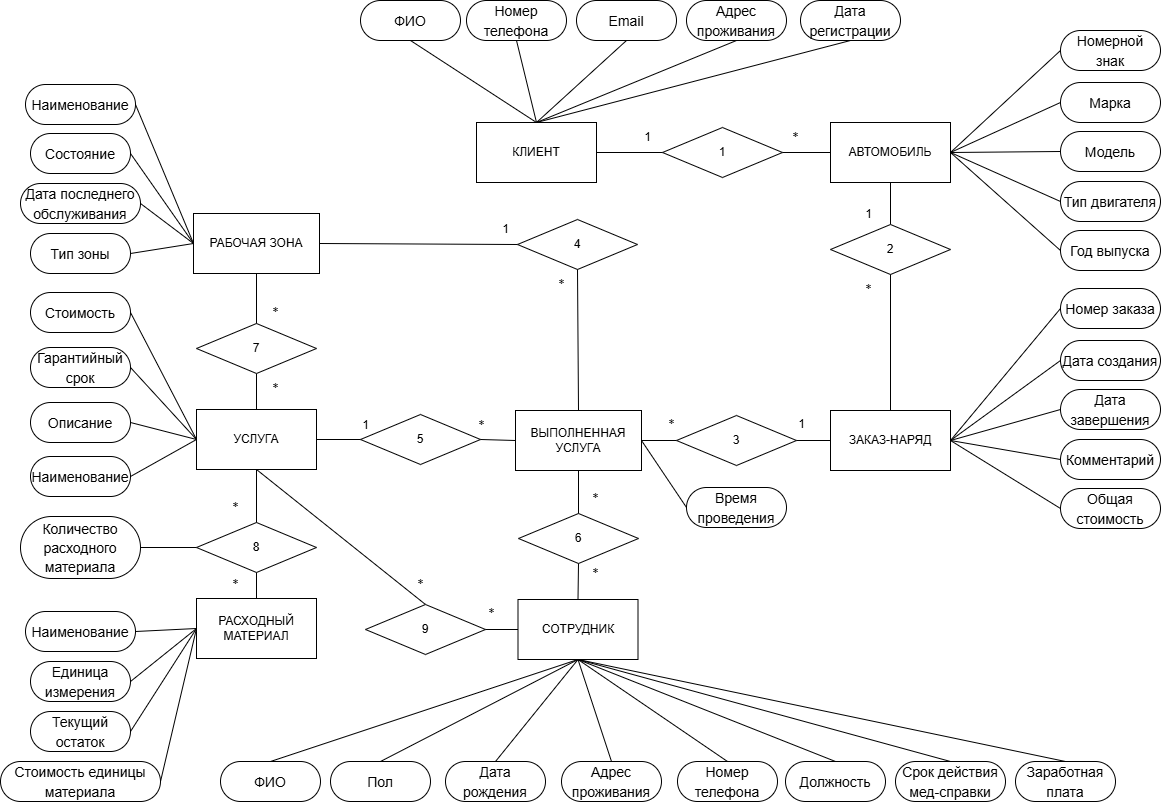 ФИО
Номер
телефона
Email
Адрес
проживания
Дата
регистрации
Номерной
знак
Марка
Модель
Тип двигателя
Год выпуска
Наименование
Состояние
Дата последнего
обслуживания
Тип зоны
КЛИЕНТ
1
1
*
АВТОМОБИЛЬ
РАБОЧАЯ ЗОНА
1
4
*
1
2
*
Стоимость
Гарантийный
срок
Описание
Наименование
*
7
*
Номер заказа
Дата создания
Дата
завершения
Комментарий
Общая
стоимость
УСЛУГА
1
5
*
ВЫПОЛНЕННАЯ
УСЛУГА
*
3
1
ЗАКАЗ-НАРЯД
Время
проведения
*
8
*
Количество
расходного
материала
*
6
*
РАСХОДНЫЙ
МАТЕРИАЛ
*
9
*
СОТРУДНИК
Наименование
Единица
измерения
Текущий
остаток
Стоимость единицы
материала
ФИО
Пол
Дата
рождения
Адрес
проживания
Номер
телефона
Должность
Срок действия
мед-справки
Заработная
плата